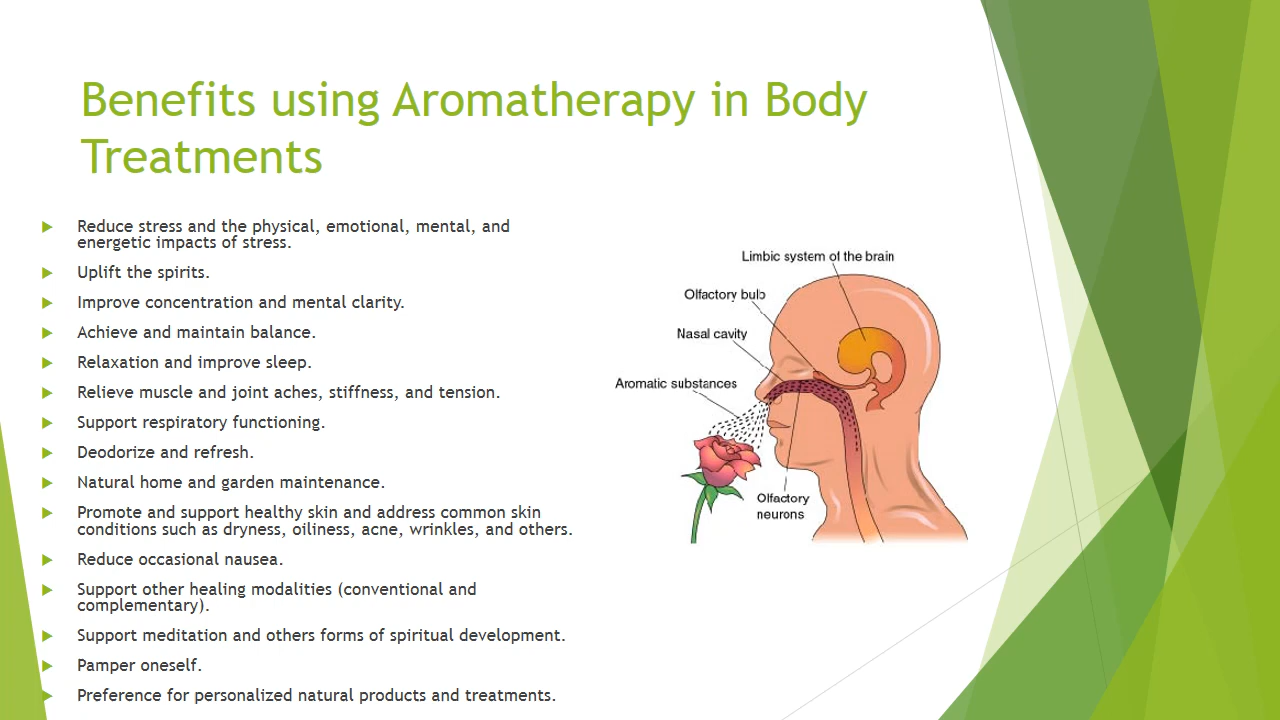 Benefits using Aromatherapy in Body
Treatments
Reduce stress and the physical, emotional, mental, and
energetic impacts of stress.
Uplift the spirits.
Improve concentration and mental clarity.
Achieve and maintain balance.
Relaxation and improve sleep.
Relieve muscle and joint aches, stiffness, and tension.
Support respiratory functioning.
Deodorize and refresh.
Natural home and garden maintenance.
Promote and support healthy skin and address common skin
conditions such as dryness, oiliness, acne, wrinkles, and others.
Reduce occasional nausea.
Support other healing modalities (conventional and
complementary).
Support meditation and others forms of spiritual development.
Pamper oneself.
Preference for personalized natural products and treatments.
Limbic system of the brain
Olfactory bulb
Nasal cavity
Aromatic substances
Olfactory
neurons